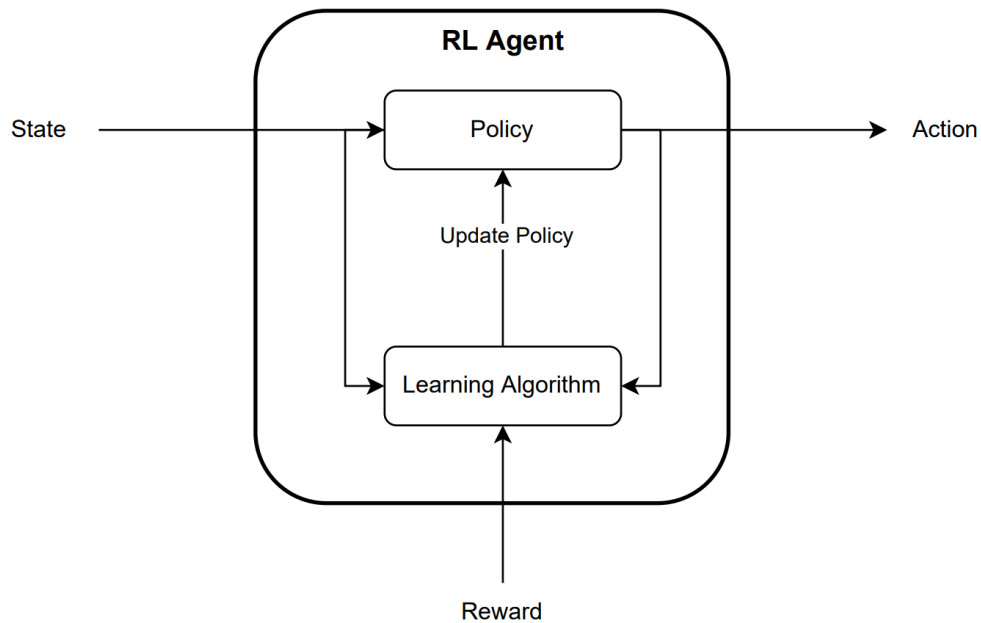 RL Agent
State
Policy
Action
Update Policy
Learning Algorithm
Reward